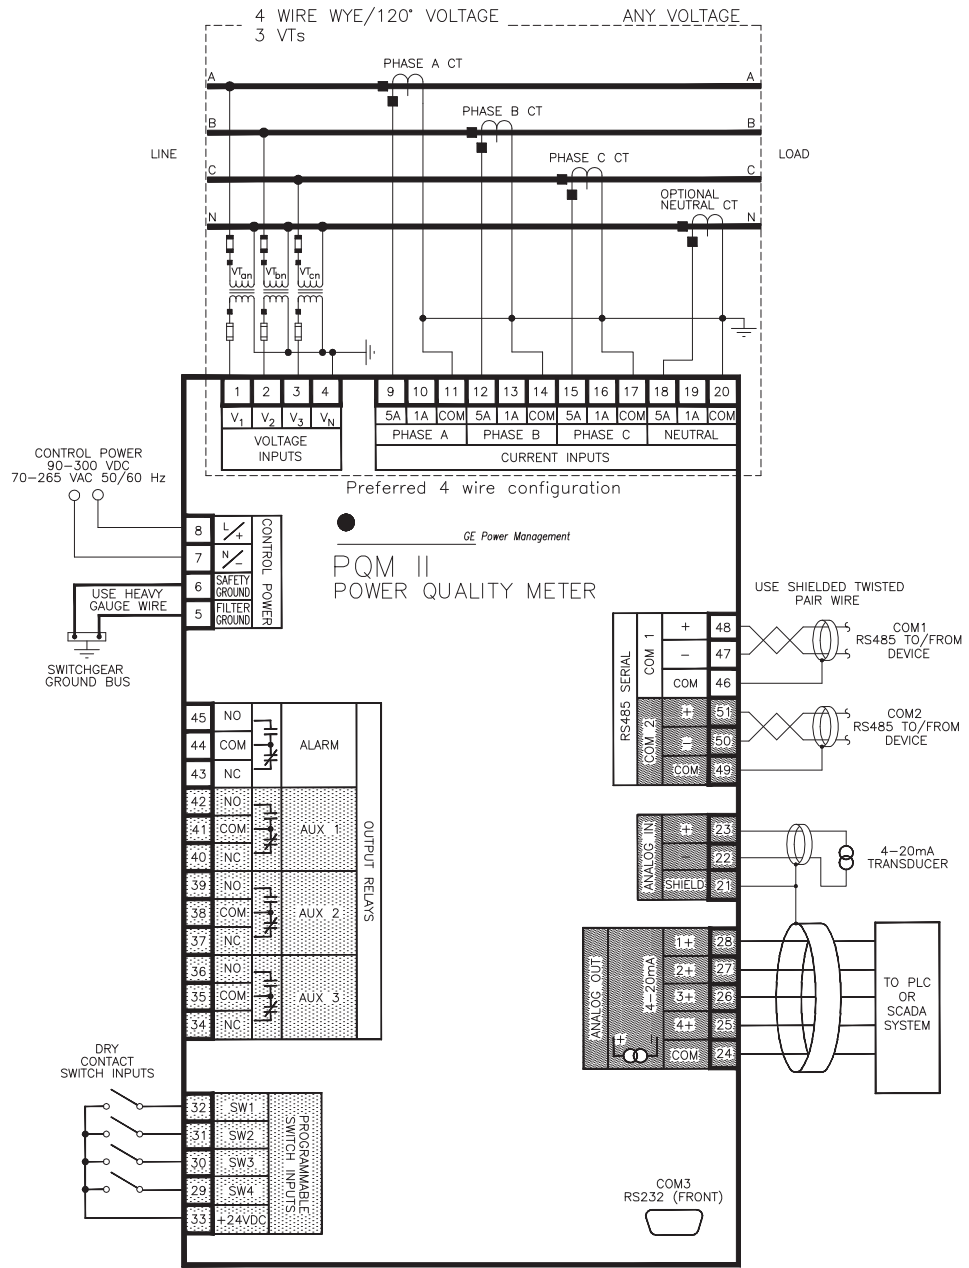 4 WIRE WYE/120° VOLTAGE
3 VTs
ANY VOLTAGE
PHASE A CT
A
A
PHASE B CT
B
B
LINE
PHASE C CT
LOAD
C
C
OPTIONAL
NEUTRAL CT
N
N
VTan
VTbn
VTcn
1 2 3 4
V1 V2 V3 VN
VOLTAGE
INPUTS
9 10 11 12 13 14 15 16 17 18 19 20
5A 1A COM 5A 1A COM 5A 1A COM 5A 1A COM
PHASE A PHASE B PHASE C NEUTRAL
CURRENT INPUTS
Preferred 4 wire configuration
CONTROL POWER
90-300 VDC
70-265 VAC 50/60 Hz
8 L/+
7 N/-
6 SAFETY GROUND
5 FILTER GROUND
CONTROL POWER
USE HEAVY
GAUGE WIRE
SWITCHGEAR
GROUND BUS
GE Power Management
PQM II
POWER QUALITY METER
USE SHIELDED TWISTED
PAIR WIRE
RS485 SERIAL
COM 1
+ 48
- 47
COM 46
COM1
RS485 TO/FROM
DEVICE
COM 2
+ 51
- 50
COM 49
COM2
RS485 TO/FROM
DEVICE
45 NO
44 COM
43 NC
ALARM
42 NO
41 COM
40 NC
AUX 1
39 NO
38 COM
37 NC
AUX 2
36 NO
35 COM
34 NC
AUX 3
OUTPUT RELAYS
ANALOG IN
+ 23
- 22
SHIELD 21
4-20mA
TRANSDUCER
ANALOG OUT
4-20mA
+ -
1+ 28
2+ 27
3+ 26
4+ 25
COM 24
TO PLC
OR
SCADA
SYSTEM
DRY
CONTACT
SWITCH INPUTS
32 SW1
31 SW2
30 SW3
29 SW4
33 +24VDC
PROGRAMMABLE
SWITCH INPUTS
COM3
RS232 (FRONT)